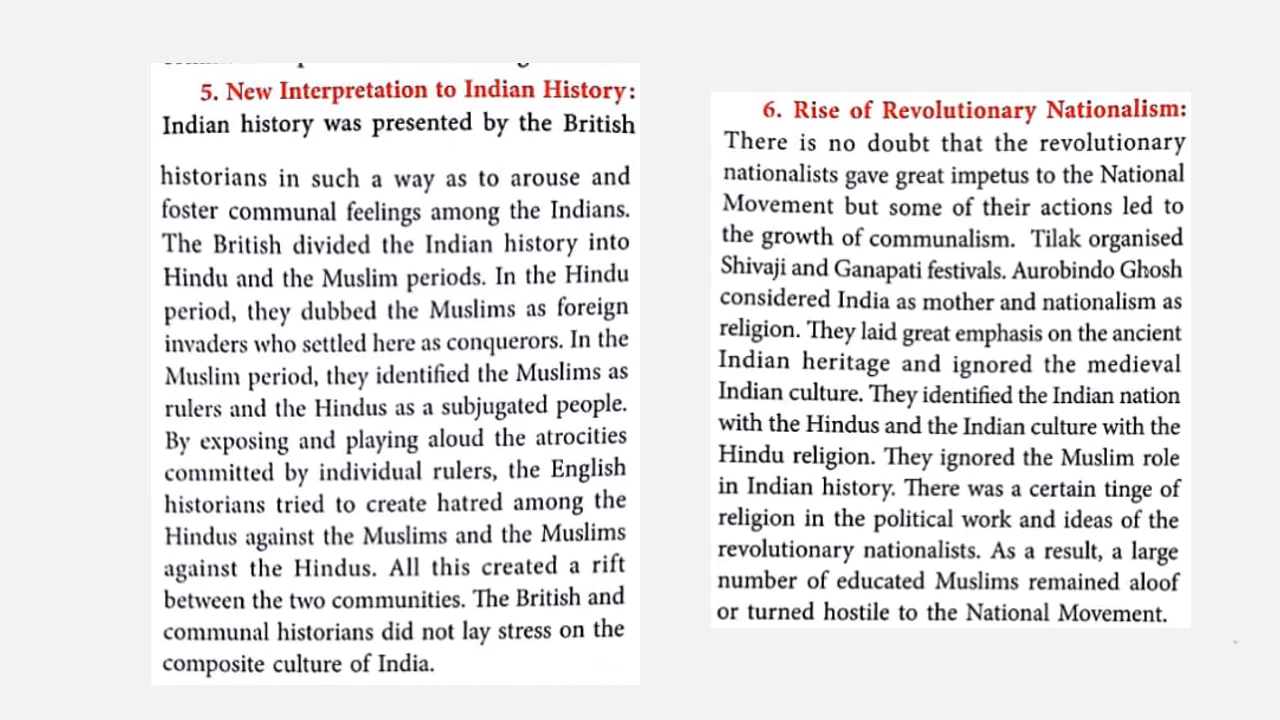 5. New Interpretation to Indian History:
Indian history was presented by the British
historians in such a way as to arouse and
foster communal feelings among the Indians.
The British divided the Indian history into
Hindu and the Muslim periods. In the Hindu
period, they dubbed the Muslims as foreign
invaders who settled here as conquerors. In the
Muslim period, they identified the Muslims as
rulers and the Hindus as a subjugated people.
By exposing and playing aloud the atrocities
committed by individual rulers, the English
historians tried to create hatred among the
Hindus against the Muslims and the Muslims
against the Hindus. All this created a rift
between the two communities. The British and
communal historians did not lay stress on the
composite culture of India.
6. Rise of Revolutionary Nationalism:
There is no doubt that the revolutionary
nationalists gave great impetus to the National
Movement but some of their actions led to
the growth of communalism. Tilak organised
Shivaji and Ganapati festivals. Aurobindo Ghosh
considered India as mother and nationalism as
religion. They laid great emphasis on the ancient
Indian heritage and ignored the medieval
Indian culture. They identified the Indian nation
with the Hindus and the Indian culture with the
Hindu religion. They ignored the Muslim role
in Indian history. There was a certain tinge of
religion in the political work and ideas of the
revolutionary nationalists. As a result, a large
number of educated Muslims remained aloof
or turned hostile to the National Movement.